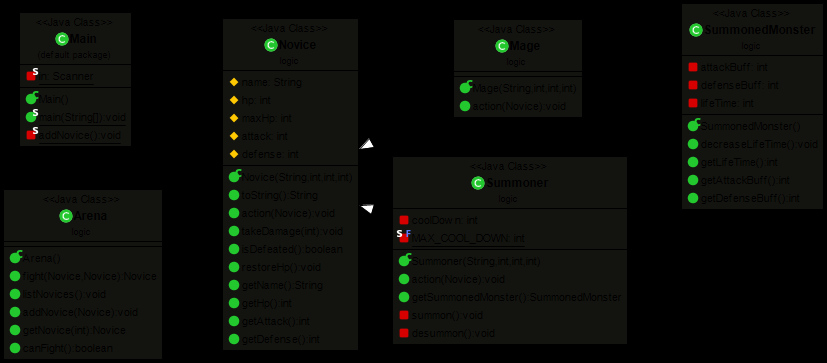 <<Java Class>>
Main
(default package)
in: Scanner
Main()
main(String[]):void
addNovice():void
<<Java Class>>
Arena
logic
Arena()
fight(Novice,Novice):Novice
listNovices():void
addNovice(Novice):void
getNovice(int):Novice
canFight():boolean
<<Java Class>>
Novice
logic
name: String
hp: int
maxHp: int
attack: int
defense: int
Novice(String,int,int,int)
toString():String
action(Novice):void
takeDamage(int):void
isDefeated():boolean
restoreHp():void
getName():String
getHp():int
getAttack():int
getDefense():int
<<Java Class>>
Mage
logic
Mage(String,int,int,int)
action(Novice):void
<<Java Class>>
Summoner
logic
coolDown: int
MAX_COOL_DOWN: int
Summoner(String,int,int,int)
action(Novice):void
getSummonedMonster():SummonedMonster
summon():void
desummon():void
<<Java Class>>
SummonedMonster
logic
attackBuff: int
defenseBuff: int
lifeTime: int
SummonedMonster()
decreaseLifeTime():void
getLifeTime():int
getAttackBuff():int
getDefenseBuff():int